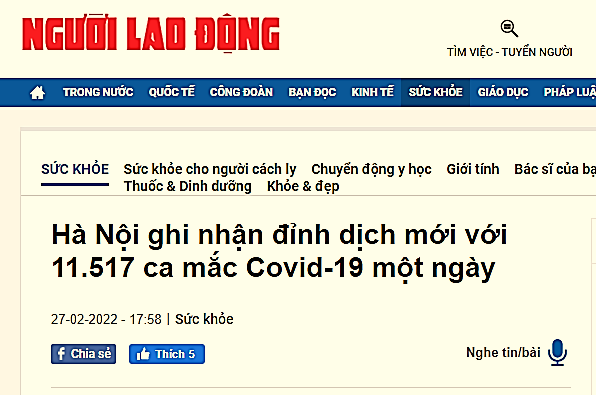 NGƯỜI LAO ĐỘNG
TÌM VIỆC - TUYỂN NGƯỜI
TRONG NƯỚC QUỐC TẾ CÔNG ĐOÀN BẠN ĐỌC KINH TẾ SỨC KHỎE GIÁO DỤC PHÁP LUẬ
SỨC KHỎE Sức khỏe cho người cách ly Chuyển động y học Giới tính Bác sĩ của bạ
Thuốc & Dinh dưỡng Khỏe & đẹp
Hà Nội ghi nhận đỉnh dịch mới với
11.517 ca mắc Covid-19 một ngày
27-02-2022 - 17:58 | Sức khỏe
Chia sẻ Thích 5 Nghe tin/bài